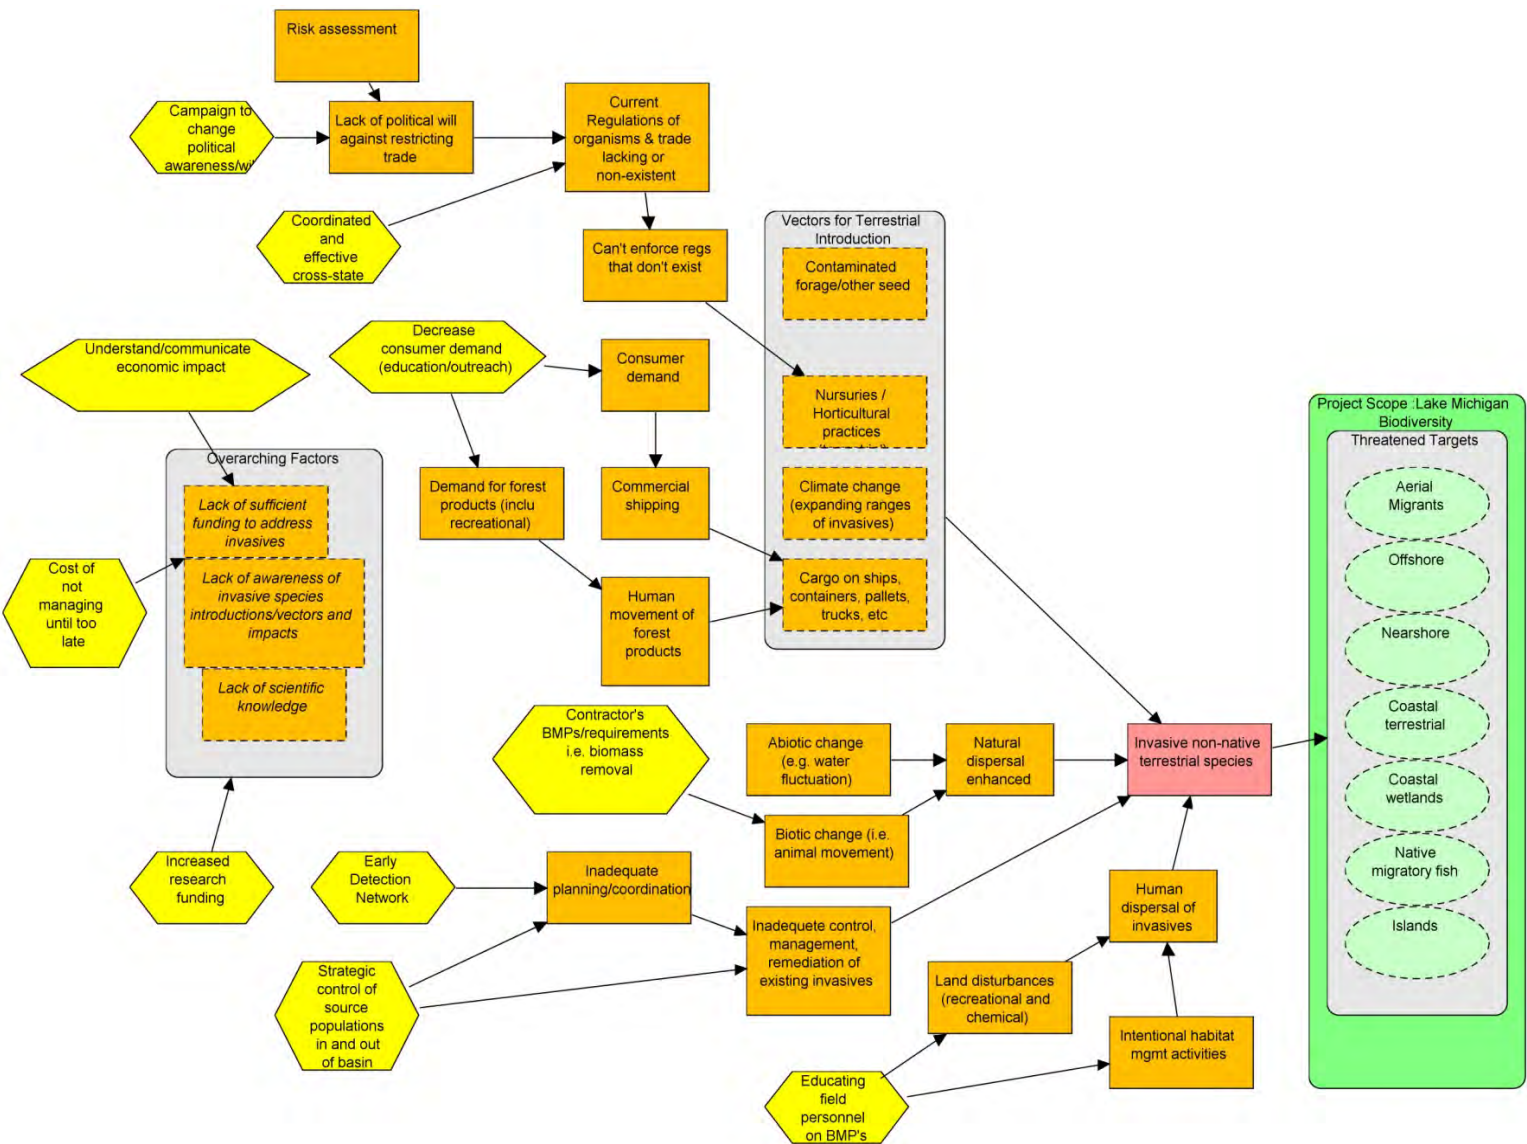 Risk assessment
Campaign to
change
political
Lack of political will
against restricting
trade
Current
Regulations of
organisms & trade
lacking or
non-existent
Coordinated
and
effective
cross-state
Can't enforce regs
that don't exist
Vectors for Terrestrial
Introduction
Contaminated
forage/other seed
Understand/communicate
economic impact
Decrease
consumer demand
(education/outreach)
Consumer
demand
Nursuries /
Horticultural
practices
Project Scope :Lake Michigan
Biodiversity
Threatened Targets
Overarching Factors
Lack of sufficient
funding to address
invasives
Demand for forest
products (inclu
recreational)
Commercial
shipping
Climate change
(expanding ranges
of invasives)
Aerial
Migrants
Offshore
Cost of
not
managing
until too
late
Lack of awareness of
invasive species
introductions/vectors and
impacts
Human
movement of
forest
products
Cargo on ships,
containers, pallets,
trucks, etc
Nearshore
Lack of scientific
knowledge
Contractor's
BMPs/requirements
i.e. biomass
removal
Abiotic change
(e.g. water
fluctuation)
Natural
dispersal
enhanced
Invasive non-native
terrestrial species
Coastal
terrestrial
Coastal
wetlands
Biotic change (i.e.
animal movement)
Increased
research
funding
Early
Detection
Network
Inadequate
planning/coordination
Native
migratory fish
Human
dispersal of
invasives
Inadequete control,
management,
remediation of
existing invasives
Islands
Strategic
control of
source
populations
in and out
of basin
Land disturbances
(recreational and
chemical)
Intentional habitat
mgmt activities
Educating
field
personnel
on BMP's